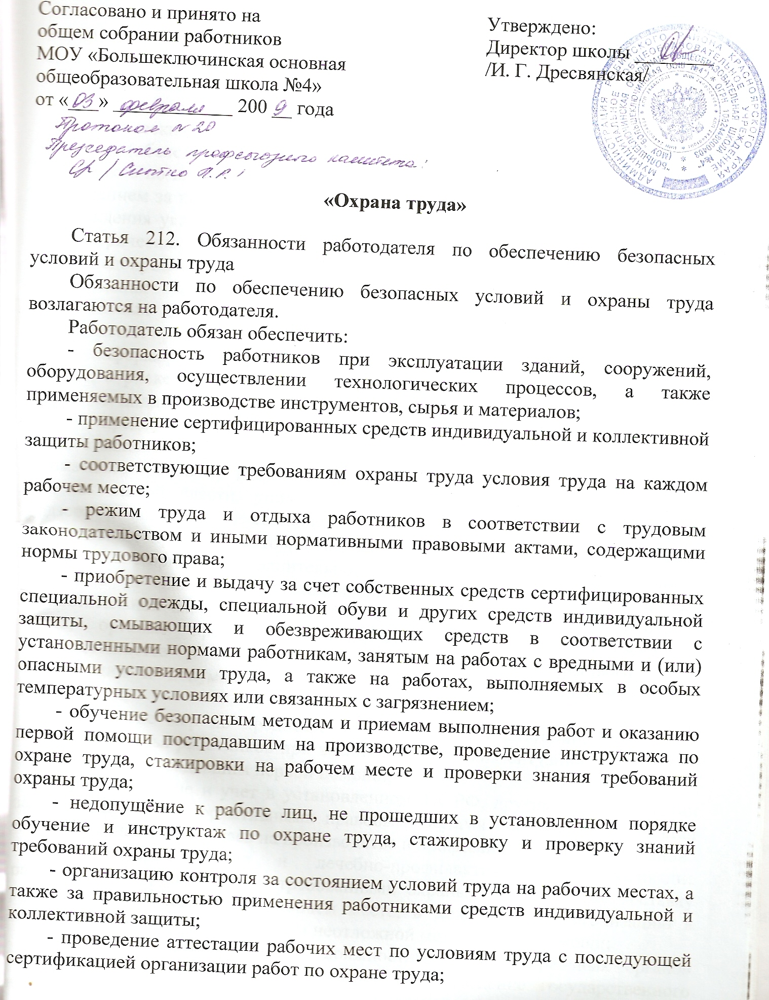 Согласовано и принято на
общем собрании работников
МОУ «Большеключинская основная
общеобразовательная школа №4»
от «03» февраля 2009 года
Протокол №20
Председатель профсоюзного комитета:
Утверждено:
Директор школы
/И. Г. Дресвянская/
АДМИНИСТРАЦИЯ РЫБИНСКОГО РАЙОНА КРАСНОЯРСКОГО КРАЯ
МУНИЦИПАЛЬНОЕ ОБЩЕОБРАЗОВАТЕЛЬНОЕ УЧРЕЖДЕНИЕ
«Охрана труда»
Статья 212. Обязанности работодателя по обеспечению безопасных
условий и охраны труда
Обязанности по обеспечению безопасных условий и охраны труда
возлагаются на работодателя.
Работодатель обязан обеспечить:
- безопасность работников при эксплуатации зданий, сооружений,
оборудования, осуществлении технологических процессов, а также
применяемых в производстве инструментов, сырья и материалов;
- применение сертифицированных средств индивидуальной и коллективной
защиты работников;
- соответствующие требованиям охраны труда условия труда на каждом
рабочем месте;
- режим труда и отдыха работников в соответствии с трудовым
законодательством и иными нормативными правовыми актами, содержащими
нормы трудового права;
- приобретение и выдачу за счет собственных средств сертифицированных
специальной одежды, специальной обуви и других средств индивидуальной
защиты, смывающих и обезвреживающих средств в соответствии с
установленными нормами работникам, занятым на работах с вредными и (или)
опасными условиями труда, а также на работах, выполняемых в особых
температурных условиях или связанных с загрязнением;
- обучение безопасным методам и приемам выполнения работ и оказанию
первой помощи пострадавшим на производстве, проведение инструктажа по
охране труда, стажировки на рабочем месте и проверки знания требований
охраны труда;
- недопущёние к работе лиц, не прошедших в установленном порядке
обучение и инструктаж по охране труда, стажировку и проверку знаний
требований охраны труда;
- организацию контроля за состоянием условий труда на рабочих местах, а
также за правильностью применения работниками средств индивидуальной и
коллективной защиты;
- проведение аттестации рабочих мест по условиям труда с последующей
сертификацией организации работ по охране труда;